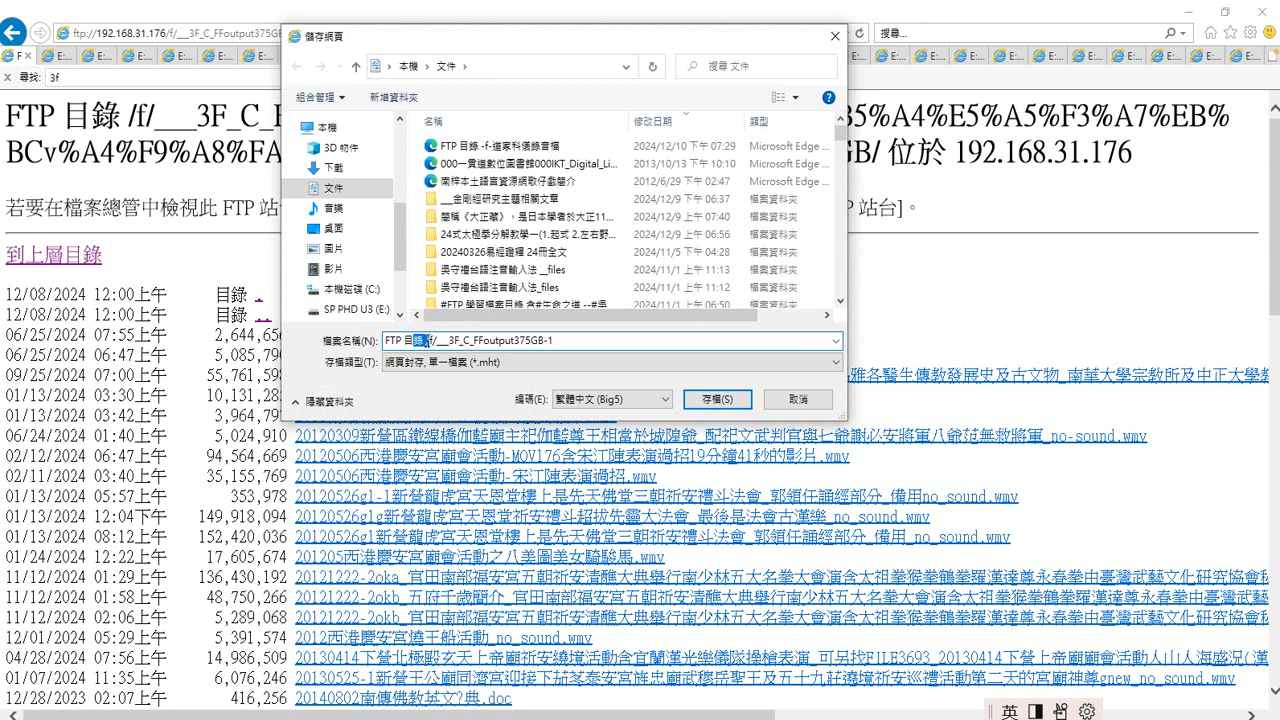 ftp://192.168.31.176/f/___3F_C_FFoutput375GB
搜尋...
尋找: 3f
儲存網頁
本機 › 文件 ›
搜尋 文件
組合管理
新增資料夾
FTP 目錄 /f/___3F_C_F
B5%A4%E5%A5%F3%A7%EB%
BCv%A4%F9%A8%FA
GB/ 位於 192.168.31.176
若要在檔案總管中檢視此 FTP 站
P 站台]。
到上層目錄
本機
3D 物件
下載
文件
音樂
桌面
圖片
影片
本機磁碟 (C:)
SP PHD U3 (E:)
名稱 修改日期 類型
FTP 目錄 -f-道家科儀錄音檔 2024/12/10 下午 07:29 Microsoft Edge ...
000一貫道數位圖書館000IKT_Digital_Li... 2013/10/13 下午 10:10 Microsoft Edge ...
南梓本土語言資源網歌仔戲簡介 2012/6/29 下午 02:47 Microsoft Edge ...
___金剛經研究主題相關文章 2024/12/9 下午 06:37 檔案資料夾
簡稱《大正藏》，是日本學者於大正11... 2024/12/9 上午 07:40 檔案資料夾
24式太極拳分解教學一(1.起式 2.左右野... 2024/12/9 上午 06:56 檔案資料夾
20240326易經證釋 24冊全文 2024/11/5 下午 04:28 檔案資料夾
吳守禮台語注音輸入法 __files 2024/11/1 上午 11:13 檔案資料夾
吳守禮台語注音輸入法_files 2024/11/1 上午 11:12 檔案資料夾
#FTP 學習檔案目錄 含#生命之道 --#吳 2024/11/1 上午 06:50 檔案資料夾
檔案名稱(N): FTP 目錄 /f/___3F_C_FFoutput375GB-1
存檔類型(T): 網頁封存, 單一檔案 (*.mht)
隱藏資料夾
編碼(E): 繁體中文 (Big5)
存檔(S)
取消
12/08/2024 12:00上午 目錄 .
12/08/2024 12:00上午 目錄 ..
06/25/2024 07:55上午 2,644,656
06/25/2024 06:47上午 5,085,790
09/25/2024 07:00上午 55,761,598 雅各醫生傳教發展史及古文物_南華大學宗教所及中正大學
01/13/2024 03:30上午 10,131,28
01/13/2024 03:42上午 3,964,79
06/24/2024 01:40上午 5,024,910 20120309新營區鐵線橋伽藍廟主祀伽藍尊王相當於城隍爺_配祀文武判官與七爺謝必安將軍八爺范無救將軍_no-sound.wmv
02/12/2024 06:47上午 94,564,669 20120506西港慶安宮廟會活動-MOV176含宋江陣表演過招19分鐘41秒的影片.wmv
02/11/2024 03:40上午 35,155,769 20120506西港慶安宮廟會活動-宋江陣表演過招.wmv
01/13/2024 05:57上午 353,978 20120526g1-1新營龍虎宮天恩堂樓上是先天佛堂三朝祈安禮斗法會_郭領任誦經部分_備用no_sound.wmv
01/13/2024 12:04下午 149,918,094 20120526g1g新營龍虎宮天恩堂祈安禮斗超拔先靈大法會_最後是法會古漢樂_no_sound.wmv
01/13/2024 08:12上午 152,420,036 20120526g1新營龍虎宮天恩堂樓上是先天佛堂三朝祈安禮斗法會_郭領任誦經部分_備用_no_sound.wmv
01/24/2024 12:22上午 17,605,674 201205西港慶安宮廟會活動之八美圖美女騎駿馬.wmv
11/12/2024 01:29上午 136,430,192 20121222-2oka_官田南部福安宮五朝祈安清醮大典舉行南少林五大名拳大會演含太祖拳猴拳鶴拳羅漢達尊永春拳由臺灣武藝文化研究協會
11/12/2024 01:58上午 48,750,266 20121222-2okb_五府千歲簡介_官田南部福安宮五朝祈安清醮大典舉行南少林五大名拳大會演含太祖拳猴拳鶴拳羅漢達尊永春拳由臺灣
11/12/2024 02:06上午 5,289,068 20121222-2okb_官田南部福安宮五朝祈安清醮大典舉行南少林五大名拳大會演含太祖拳猴拳鶴拳羅漢達尊永春拳由臺灣武藝文化研究協會
12/01/2024 05:29上午 5,391,574 2012西港慶安宮燒王船活動_no_sound.wmv
04/28/2024 07:56上午 14,986,509 20130414下營北極殿玄天上帝廟祈安繞境活動含宜蘭漢光樂儀隊操槍表演_可另找FILE3693_20130414下營上帝廟廟會活動人山人海盛況(漢
01/07/2024 11:35上午 6,076,246 20130525-1新營王公廟同濟宮迎接下茄苳泰安宮旌忠廟武穆岳聖王及五十九莊遶境祈安巡禮活動第二天的宮廟神尊gnew_no_sound.wmv
12/28/2023 02:02上午 416,256 20140802南傳佛教英文?典.doc
英